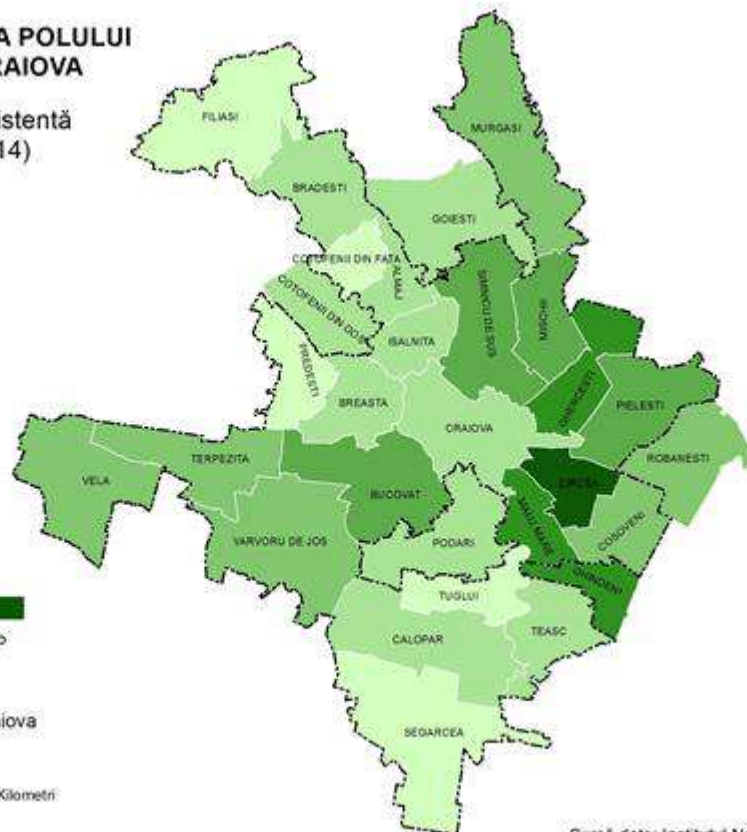 A POLULUI
RAIOVA
istentă
14)
FILIASI
MURGASI
BRADESTI
GOIESTI
COTOFENII DIN FATA
ALMAJ
SIMNICU DE SUS
MISCHII
COTOFENII DIN DOS
ISALNITA
PREDESTI
BREASTA
GHERCESTI
PIELESTI
CRAIOVA
ROBANESTI
TERPEZITA
VELA
BUCOVAT
CIRCEA
MALU MARE
COSOVENI
VARVORU DE JOS
PODARI
GHINDENI
TUGLUI
TEASC
CALOPAR
SEGARCEA
iova
Kilometri